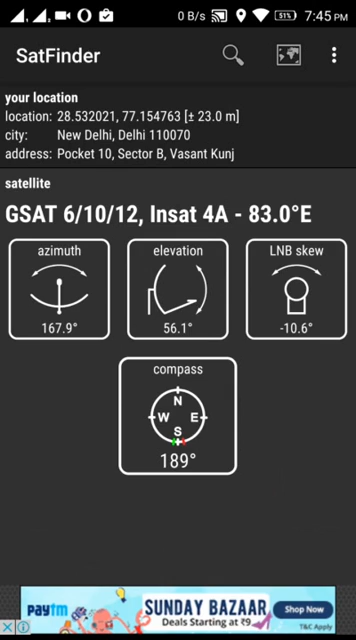 0 B/s 51% 7:45 PM
SatFinder
your location
location: 28.532021, 77.154763 [± 23.0 m]
city: New Delhi, Delhi 110070
address: Pocket 10, Sector B, Vasant Kunj
satellite
GSAT 6/10/12, Insat 4A - 83.0°E
azimuth elevation LNB skew
167.9° 56.1° -10.6°
compass
N
W E
S
189°
paytm SUNDAY BAZAAR Shop Now
Deals Starting at ₹9 T&C Apply